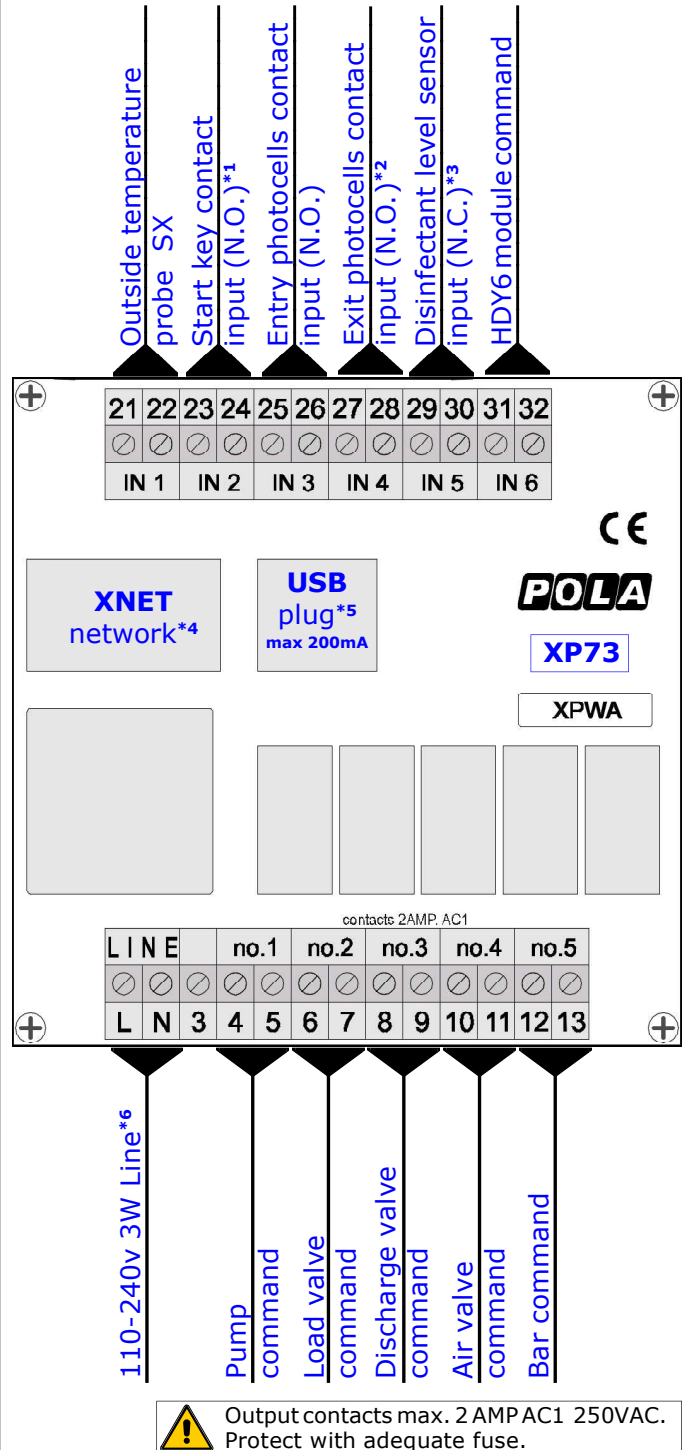 Outside temperature
probe SX
Start key contact
input (N.O.)*1
Entry photocells contact
input (N.O.)
Exit photocells contact
input (N.O.)*2
Disinfectant level sensor
input (N.C.)*3
HDY6 module command
21 22 23 24 25 26 27 28 29 30 31 32
IN 1 IN 2 IN 3 IN 4 IN 5 IN 6
CE
XNET
network*4
USB
plug*5
max 200mA
POLA
XP73
XPWA
contacts 2AMP. AC1
LINE no.1 no.2 no.3 no.4 no.5
L N 3 4 5 6 7 8 9 10 11 12 13
110-240v 3W Line*6
Pump
command
Load valve
command
Discharge valve
command
Air valve
command
Bar command
Output contacts max. 2 AMP AC1 250VAC.
Protect with adequate fuse.